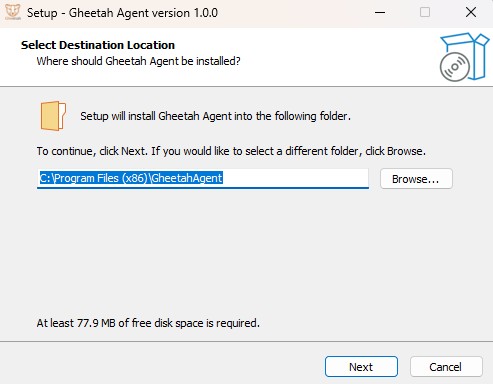 Setup - Gheetah Agent version 1.0.0
Select Destination Location
Where should Gheetah Agent be installed?
Setup will install Gheetah Agent into the following folder.
To continue, click Next. If you would like to select a different folder, click Browse.
C:\Program Files (x86)\GheetahAgent
Browse...
At least 77.9 MB of free disk space is required.
Next
Cancel